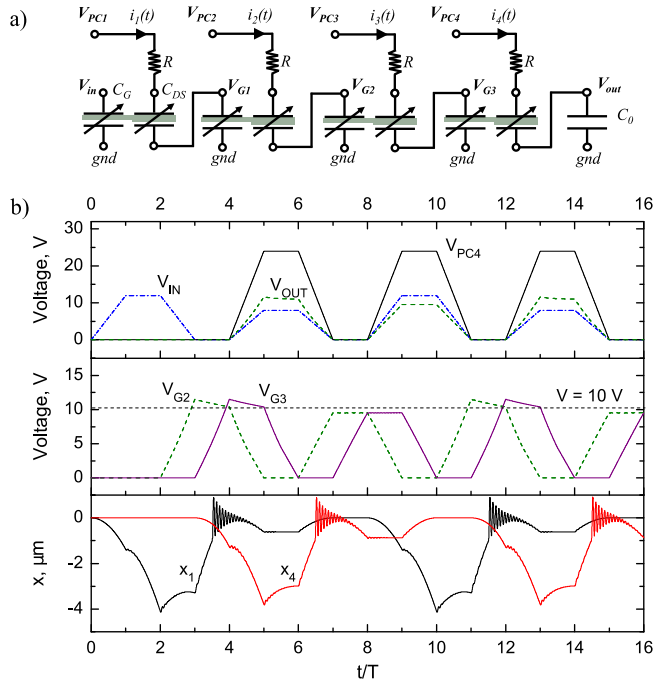 a)
V_PC1 i_1(t) V_PC2 i_2(t) V_PC3 i_3(t) V_PC4 i_4(t)
R R R R
V_in C_G C_DS V_G1 V_G2 V_G3 V_out
C_0
gnd gnd gnd gnd gnd
b)
0 2 4 6 8 10 12 14 16
Voltage, V
30
20
10
0
V_IN V_OUT V_PC4
Voltage, V
15
10
5
0
V_G2 V_G3 V = 10 V
x, µm
0
-2
-4
x_1 x_4
0 2 4 6 8 10 12 14 16
t/T